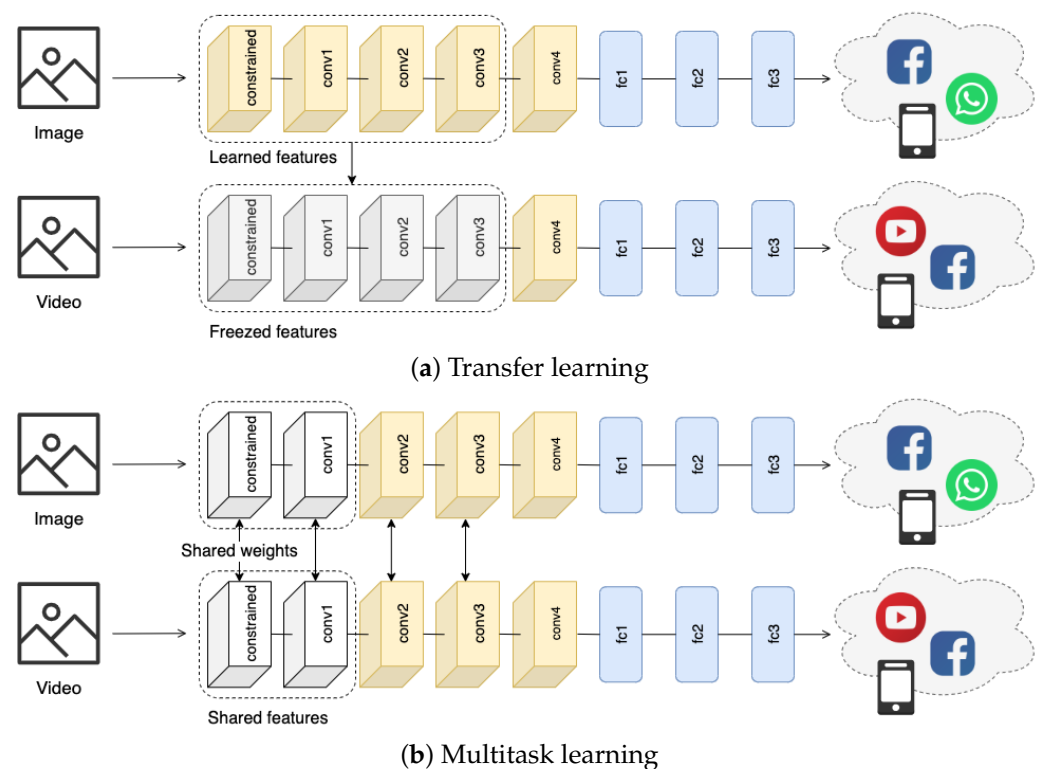 Image
constrained
conv1
conv2
conv3
conv4
fc1
fc2
fc3
Learned features
Video
constrained
conv1
conv2
conv3
conv4
fc1
fc2
fc3
Freezed features
(a) Transfer learning
Image
constrained
conv1
conv2
conv3
conv4
fc1
fc2
fc3
Shared weights
Video
constrained
conv1
conv2
conv3
conv4
fc1
fc2
fc3
Shared features
(b) Multitask learning